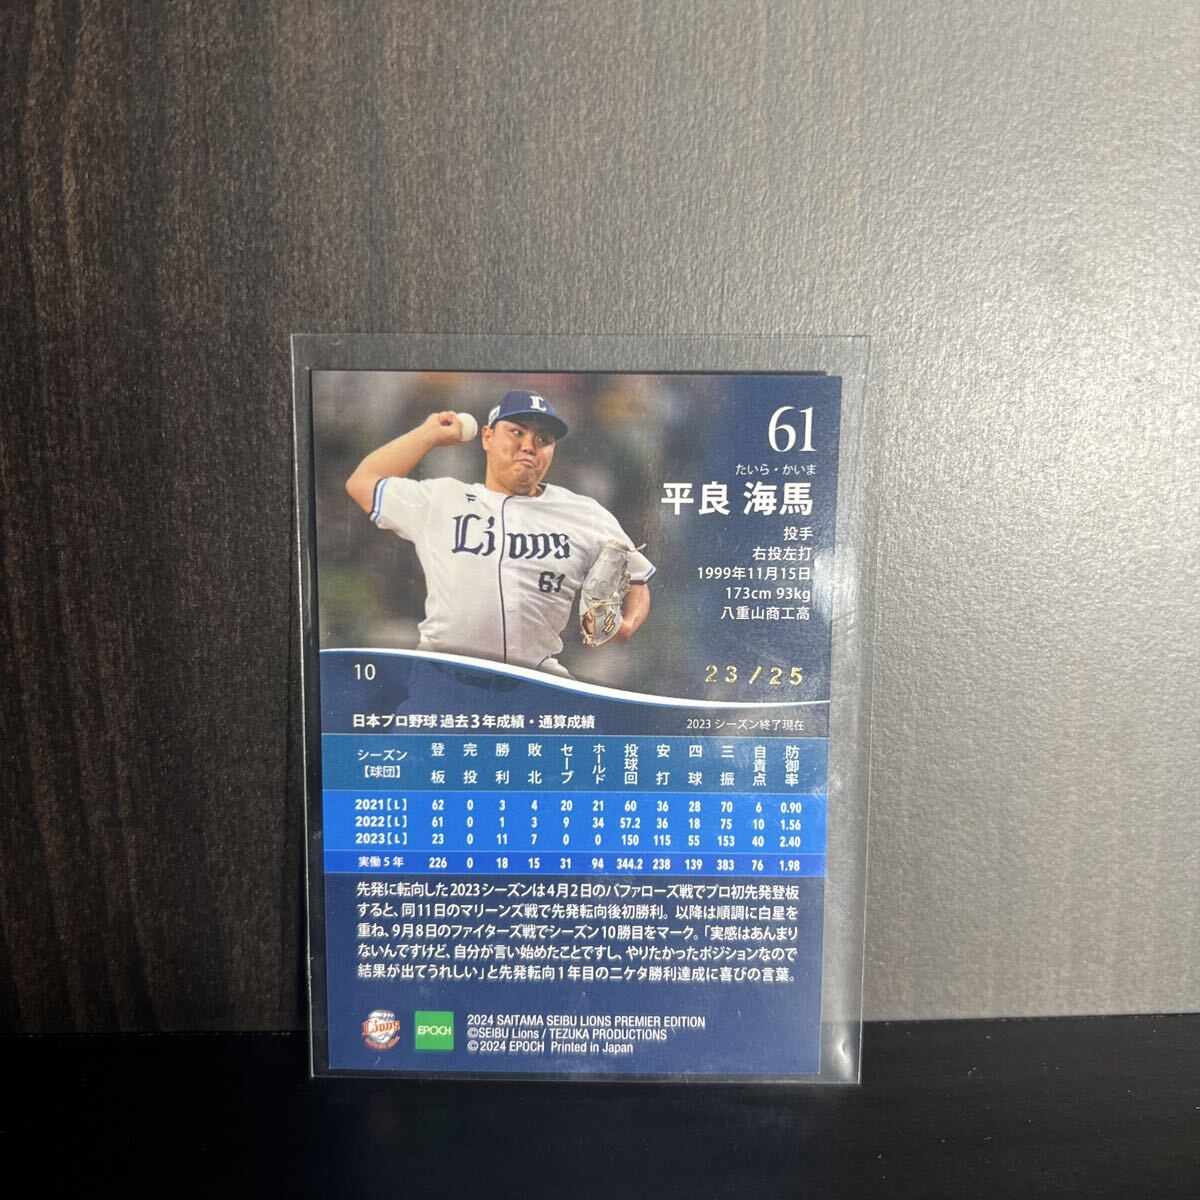 L
Lions
61
61
たいら・かいま
平良 海馬
投手
右投左打
1999年11月15日
173cm 93kg
八重山商工高
10
23/25
日本プロ野球 過去3年成績・通算成績
2023 シーズン終了現在
シーズン【球団】 登板 完投 勝利 敗北 セーブ ホールド 投球回 安打 四球 三振 自責点 防御率
2021【L】 62 0 3 4 20 21 60 36 28 70 6 0.90
2022【L】 61 0 1 3 9 34 57.2 36 18 75 10 1.56
2023【L】 23 0 11 7 0 0 150 115 55 153 40 2.40
実働5年 226 0 18 15 31 94 344.2 238 139 383 76 1.98
先発に転向した2023シーズンは4月2日のバファローズ戦でプロ初先発登板
すると、同11日のマリーンズ戦で先発転向後初勝利。以降は順調に白星を
重ね、9月8日のファイターズ戦でシーズン10勝目をマーク。「実感はあんまり
ないんですけど、自分が言い始めたことですし、やりたかったポジションなので
結果が出てうれしい」と先発転向1年目の二ケタ勝利達成に喜びの言葉。
Lions
EPOCH
2024 SAITAMA SEIBU LIONS PREMIER EDITION
©SEIBU Lions / TEZUKA PRODUCTIONS
©2024 EPOCH Printed in Japan